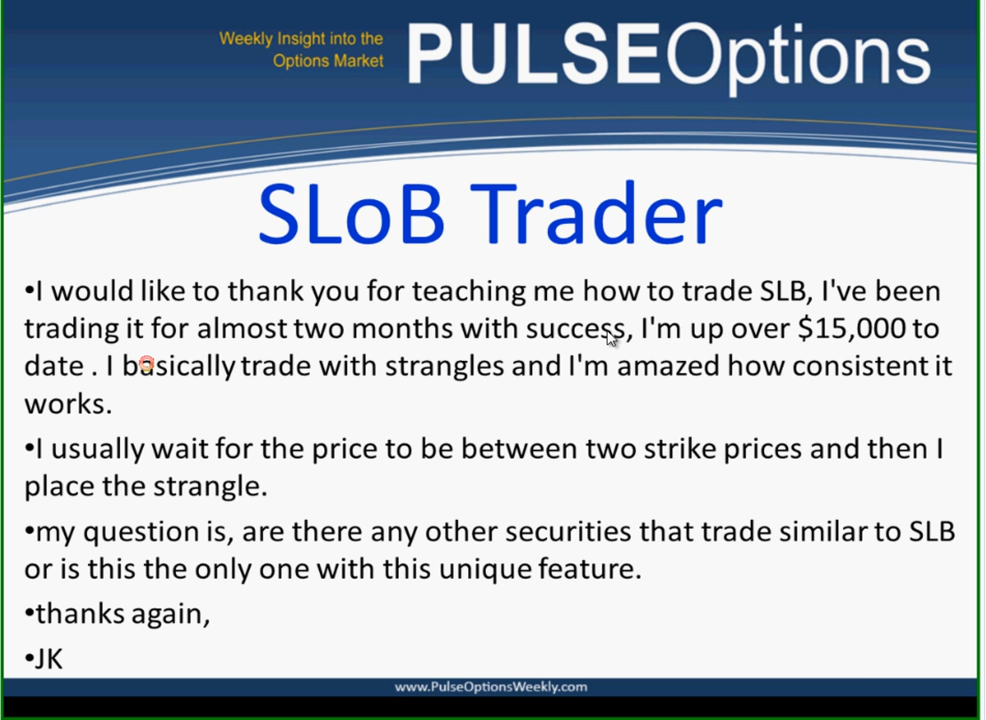 Weekly Insight into the
Options Market
PULSEOptions
SLoB Trader
•I would like to thank you for teaching me how to trade SLB, I've been
trading it for almost two months with success, I'm up over $15,000 to
date . I basically trade with strangles and I'm amazed how consistent it
works.
•I usually wait for the price to be between two strike prices and then I
place the strangle.
•my question is, are there any other securities that trade similar to SLB
or is this the only one with this unique feature.
•thanks again,
•JK
www.PulseOptionsWeekly.com